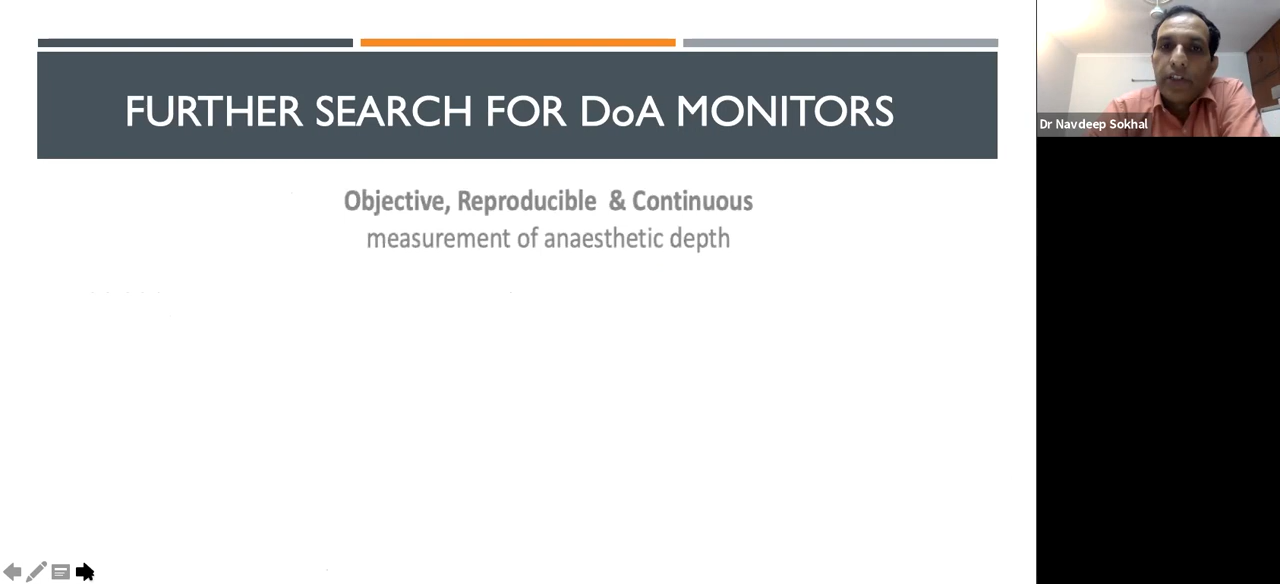 FURTHER SEARCH FOR DoA MONITORS
Objective, Reproducible & Continuous
measurement of anaesthetic depth
Dr Navdeep Sokhal